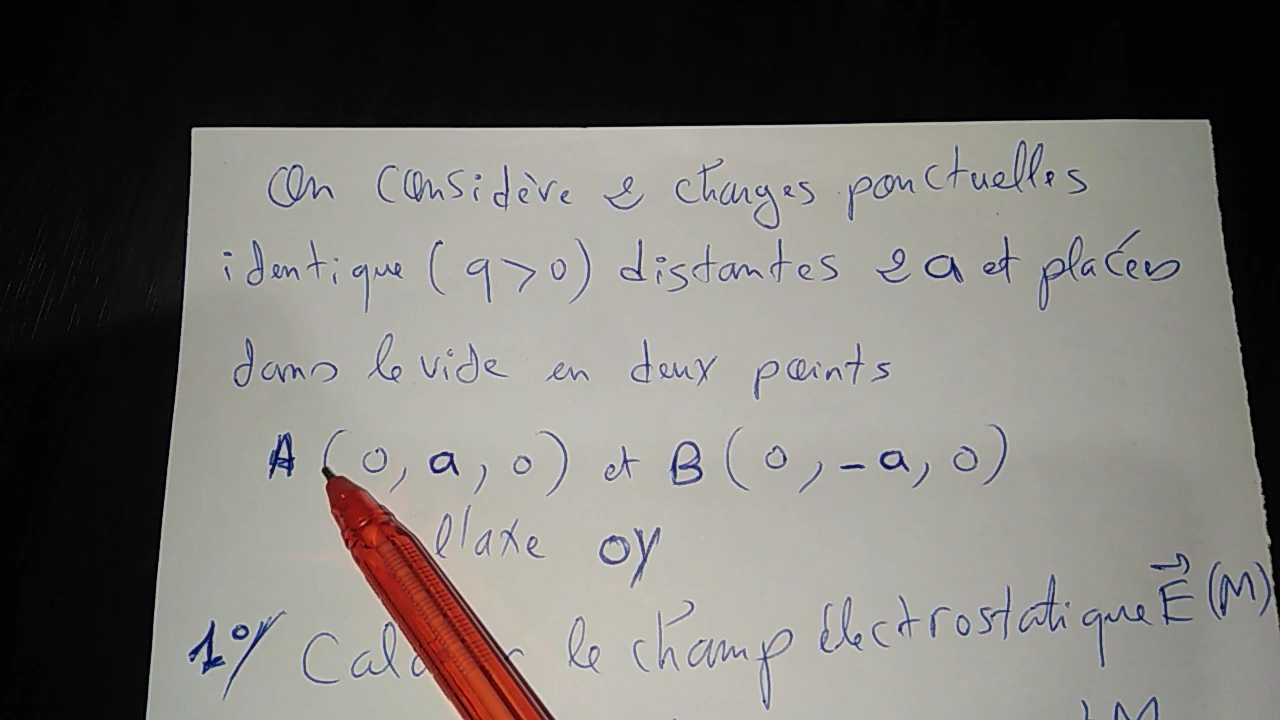 On considère 2 charges ponctuelles
identique (q>0) distantes 2a et placées
dans le vide en deux points
A (0, a, 0) et B (0, -a, 0)
l'axe oy
1°/ le champ électrostatique E⃗ (M)